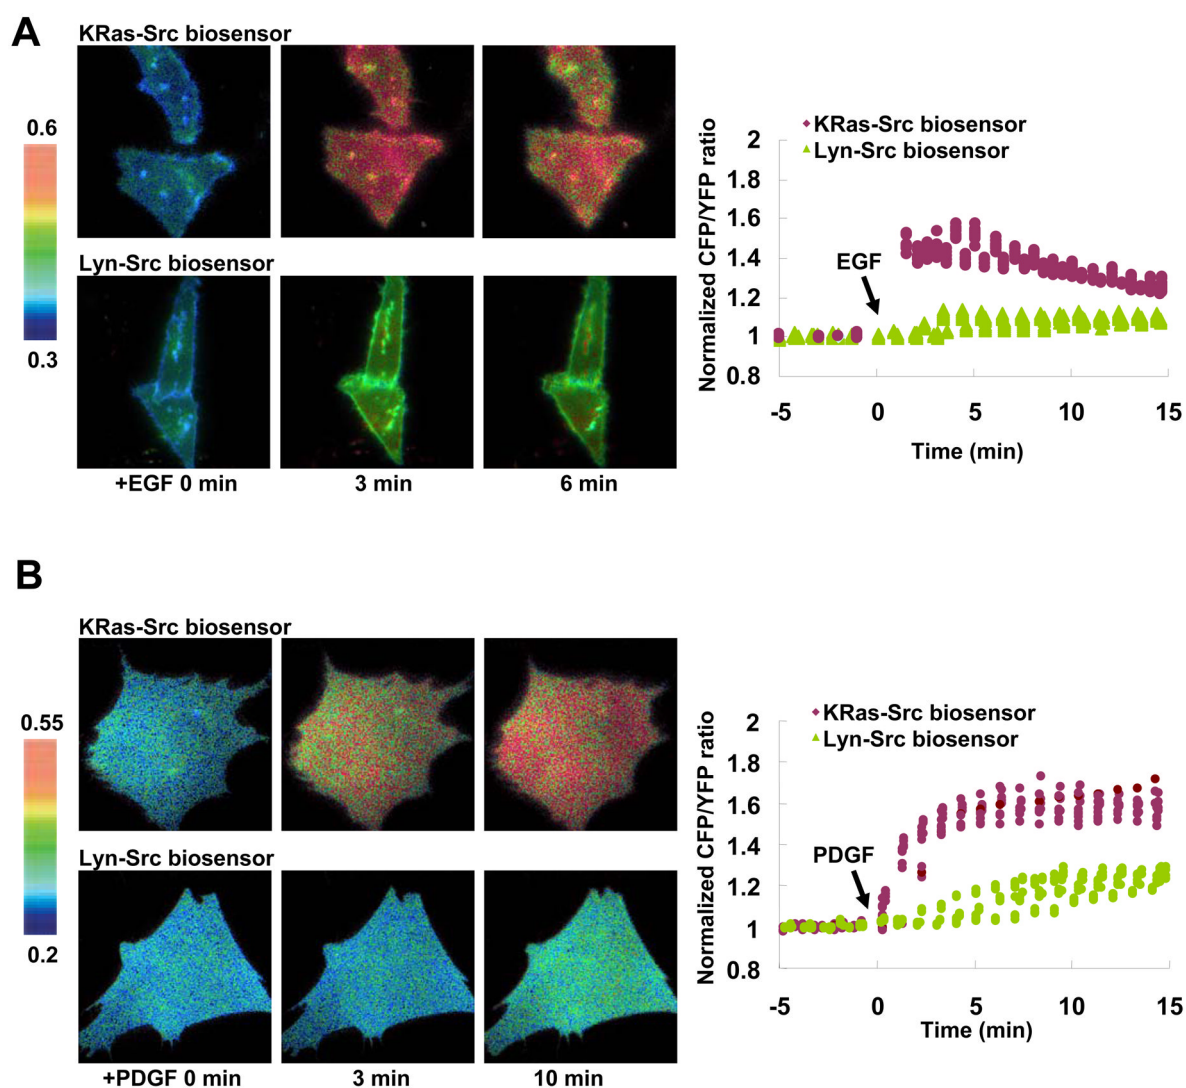 A
KRas-Src biosensor
0.6
0.3
Lyn-Src biosensor
+EGF 0 min
3 min
6 min
Normalized CFP/YFP ratio
KRas-Src biosensor
Lyn-Src biosensor
2
1.8
1.6
1.4
1.2
1
0.8
EGF
-5
0
5
10
15
Time (min)
B
KRas-Src biosensor
0.55
0.2
Lyn-Src biosensor
+PDGF 0 min
3 min
10 min
Normalized CFP/YFP ratio
KRas-Src biosensor
Lyn-Src biosensor
2
1.8
1.6
1.4
1.2
1
0.8
PDGF
-5
0
5
10
15
Time (min)